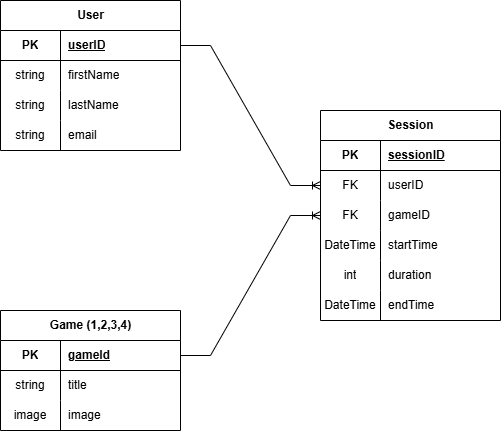 User
PK userID
string firstName
string lastName
string email
Session
PK sessionID
FK userID
FK gameID
DateTime startTime
int duration
DateTime endTime
Game (1,2,3,4)
PK gameId
string title
image image